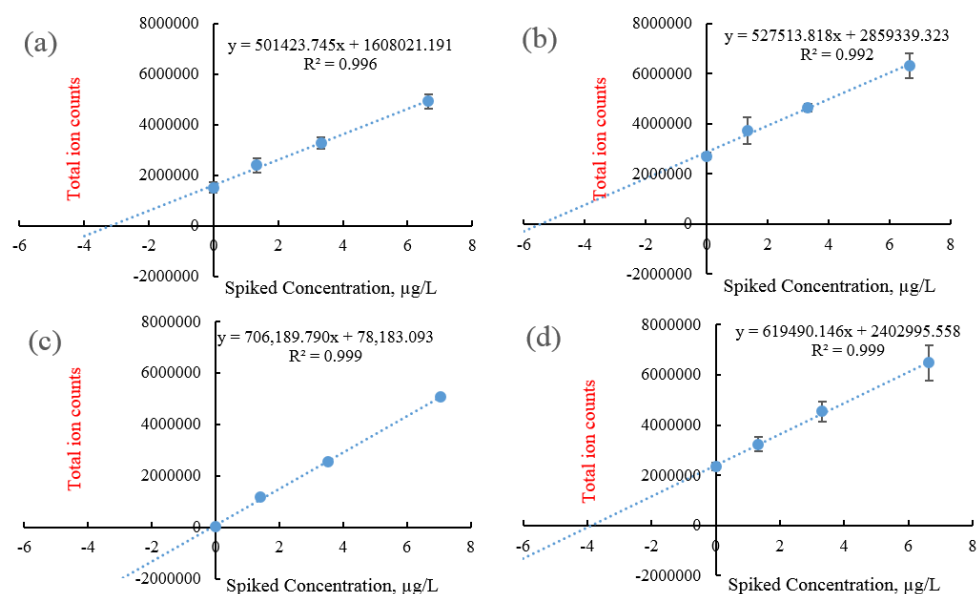 (a)
8000000
y = 501423.745x + 1608021.191
R² = 0.996
6000000
4000000
2000000
0
-2000000
-6 -4 -2 0 2 4 6 8
Total ion counts
Spiked Concentration, µg/L
(b)
8000000
y = 527513.818x + 2859339.323
R² = 0.992
6000000
4000000
2000000
0
-2000000
-6 -4 -2 0 2 4 6 8
Total ion counts
Spiked Concentration, µg/L
(c)
8000000
y = 706,189.790x + 78,183.093
R² = 0.999
6000000
4000000
2000000
0
-2000000
-6 -4 -2 0 2 4 6 8
Total ion counts
Spiked Concentration, µg/L
(d)
8000000
y = 619490.146x + 2402995.558
R² = 0.999
6000000
4000000
2000000
0
-2000000
-6 -4 -2 0 2 4 6 8
Total ion counts
Spiked Concentration, µg/L